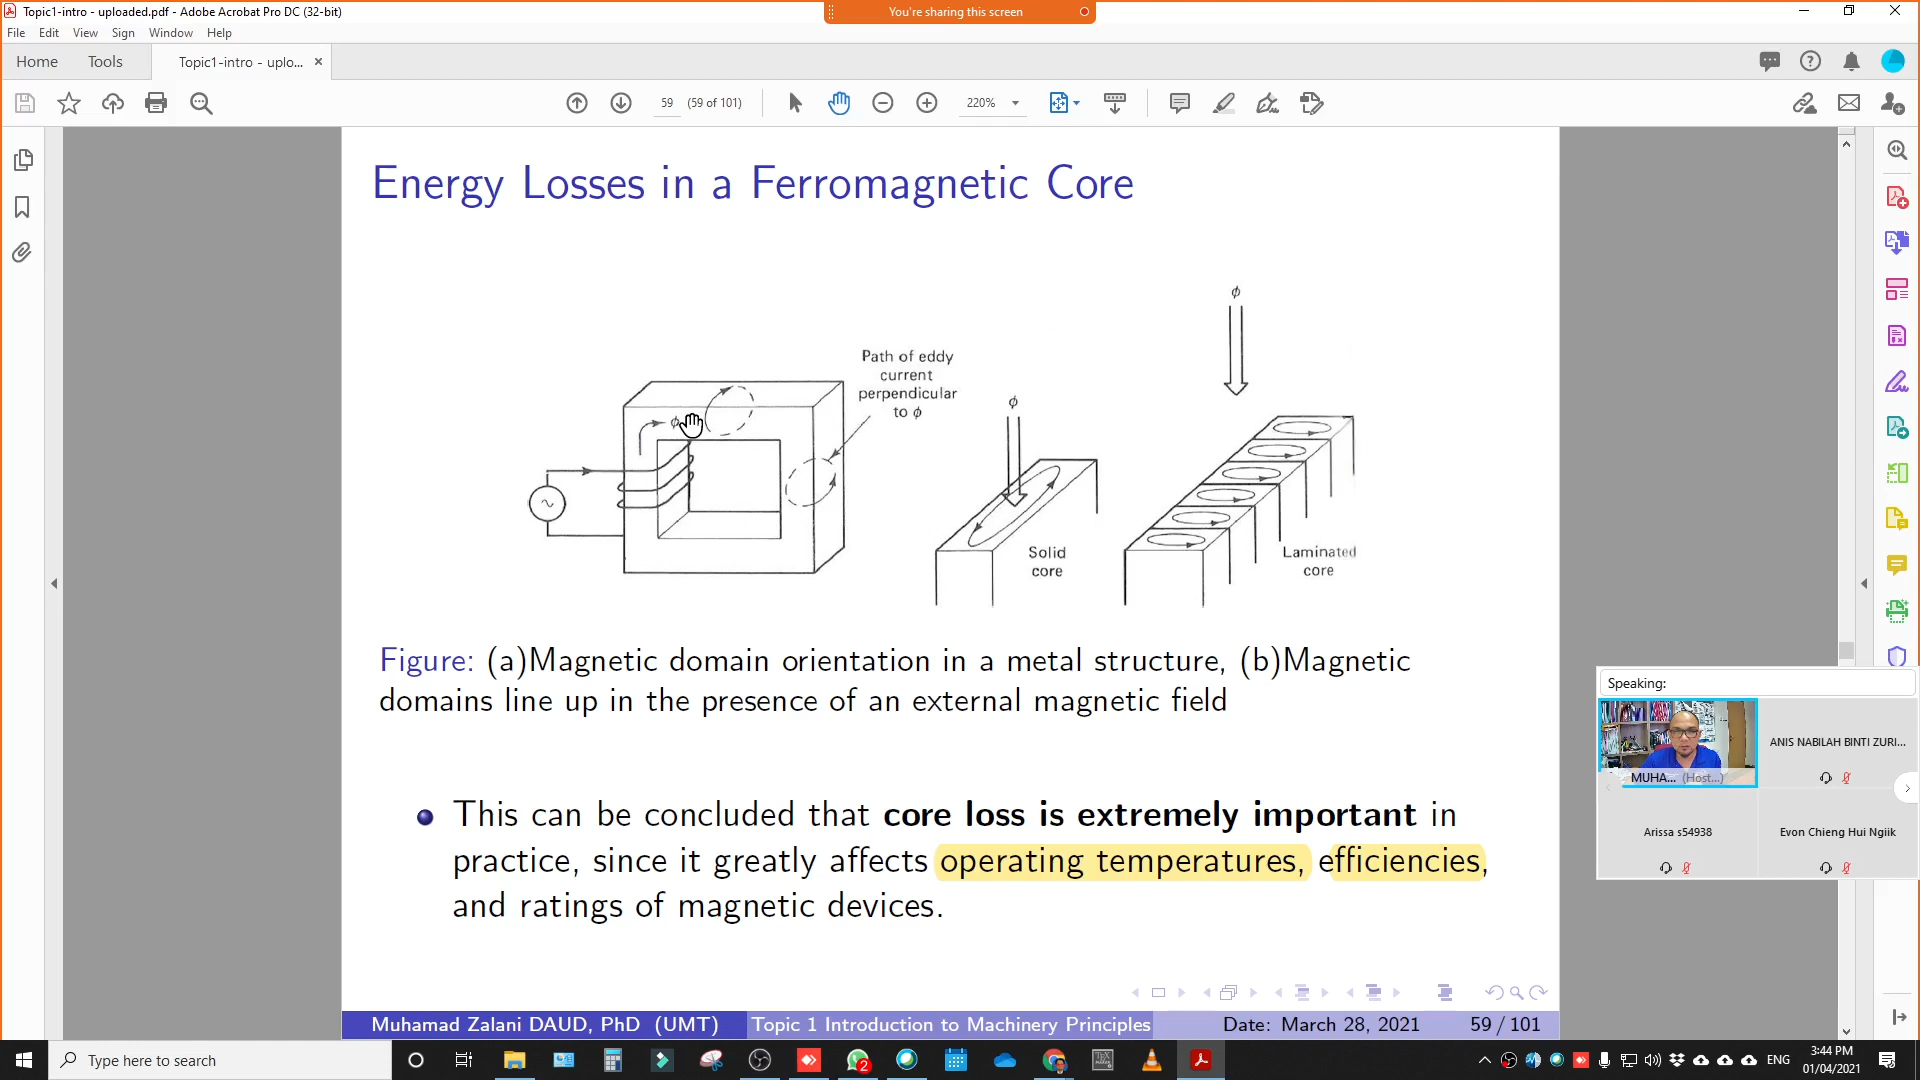 Topic1-intro - uploaded.pdf - Adobe Acrobat Pro DC (32-bit)
You're sharing this screen
File Edit View Sign Window Help
Home Tools Topic1-intro - uplo... ×
59 (59 of 101) 220%
Energy Losses in a Ferromagnetic Core
ϕ
Path of eddy
current
perpendicular
to ϕ
ϕ
ϕ
Solid
core
Laminated
core
Figure: (a)Magnetic domain orientation in a metal structure, (b)Magnetic
domains line up in the presence of an external magnetic field
This can be concluded that core loss is extremely important in
practice, since it greatly affects operating temperatures, efficiencies,
and ratings of magnetic devices.
Muhamad Zalani DAUD, PhD (UMT) Topic 1 Introduction to Machinery Principles Date: March 28, 2021 59 / 101
Speaking:
MUHA... (Host...)
ANIS NABILAH BINTI ZURI...
Arissa s54938
Evon Chieng Hui Ngiik
Type here to search
2
ENG
3:44 PM
01/04/2021